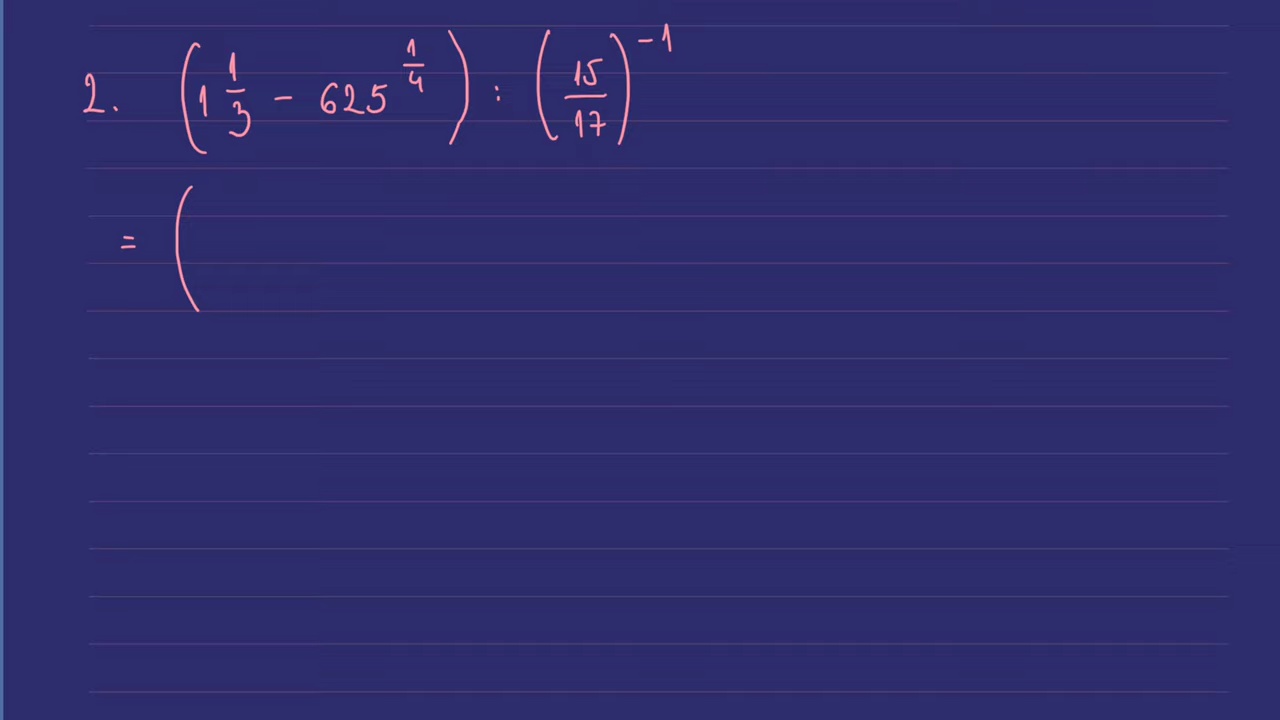 2. (1 1/3 - 625^(1/4)) : (15/17)^-1
= (